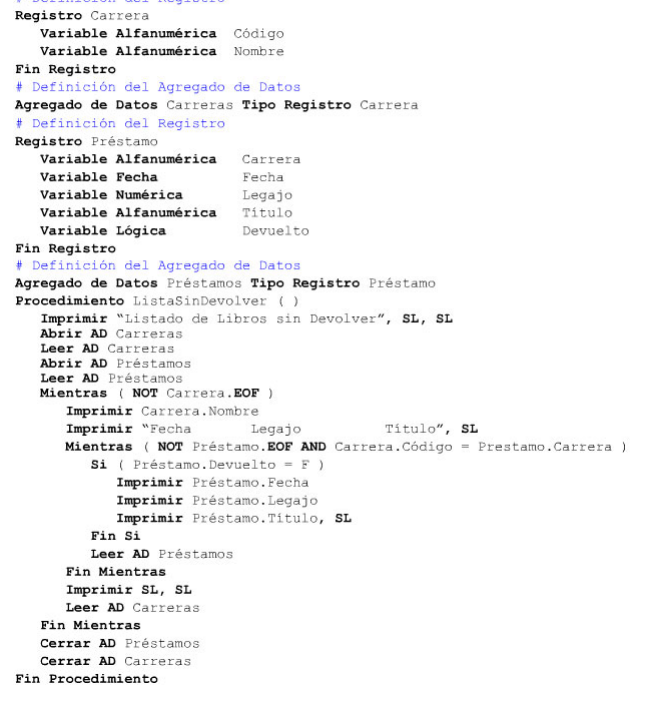 # Definición del Registro
Registro Carrera
Variable Alfanumérica Código
Variable Alfanumérica Nombre
Fin Registro
# Definición del Agregado de Datos
Agregado de Datos Carreras Tipo Registro Carrera
# Definición del Registro
Registro Préstamo
Variable Alfanumérica Carrera
Variable Fecha Fecha
Variable Numérica Legajo
Variable Alfanumérica Título
Variable Lógica Devuelto
Fin Registro
# Definición del Agregado de Datos
Agregado de Datos Préstamos Tipo Registro Préstamo
Procedimiento ListaSinDevolver ( )
Imprimir “Listado de Libros sin Devolver”, SL, SL
Abrir AD Carreras
Leer AD Carreras
Abrir AD Préstamos
Leer AD Préstamos
Mientras ( NOT Carrera.EOF )
Imprimir Carrera.Nombre
Imprimir “Fecha Legajo Título”, SL
Mientras ( NOT Préstamo.EOF AND Carrera.Código = Prestamo.Carrera )
Si ( Préstamo.Devuelto = F )
Imprimir Préstamo.Fecha
Imprimir Préstamo.Legajo
Imprimir Préstamo.Título, SL
Fin Si
Leer AD Préstamos
Fin Mientras
Imprimir SL, SL
Leer AD Carreras
Fin Mientras
Cerrar AD Préstamos
Cerrar AD Carreras
Fin Procedimiento